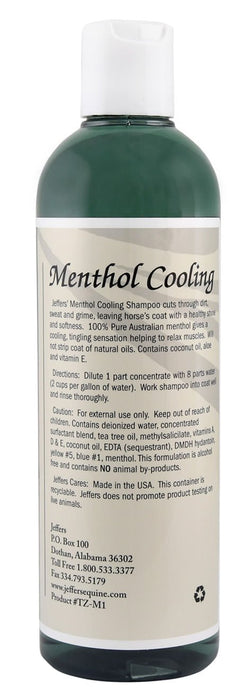 Menthol Cooling
Jeffers' Menthol Cooling Shampoo cuts through dirt,
sweat and grime, leaving horse's coat with a healthy shine
and softness. 100% Pure Australian menthol gives a
cooling, tingling sensation helping to relax muscles. Will
not strip coat of natural oils. Contains coconut oil, aloe
and vitamin E.
Directions: Dilute 1 part concentrate with 8 parts water
(2 cups per gallon of water). Work shampoo into coat well
and rinse thoroughly.
Caution: For external use only. Keep out of reach of
children. Contains deionized water, concentrated
surfactant blend, tea tree oil, methylsalicilate, vitamins A,
D & E, coconut oil, EDTA (sequestrant), DMDH hydantoin,
yellow #5, blue #1, menthol. This formulation is alcohol
free and contains NO animal by-products.
Jeffers Cares: Made in the USA. This container is
recyclable. Jeffers does not promote product testing on
live animals.
Jeffers
P.O. Box 100
Dothan, Alabama 36302
Toll Free 1.800.533.3377
Fax 334.793.5179
www.jeffersequine.com
Product #TZ-M1